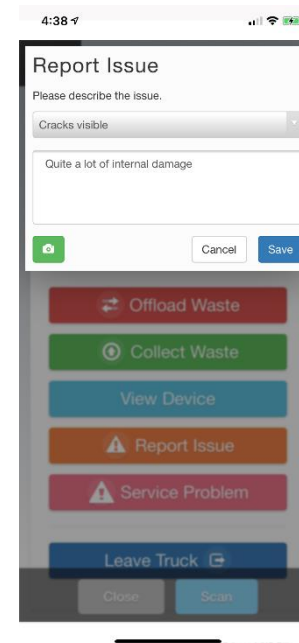 4:38
Report Issue
Please describe the issue.
Cracks visible
Quite a lot of internal damage
Cancel Save
Offload Waste
Collect Waste
View Device
Report Issue
Service Problem
Leave Truck
Close Scan